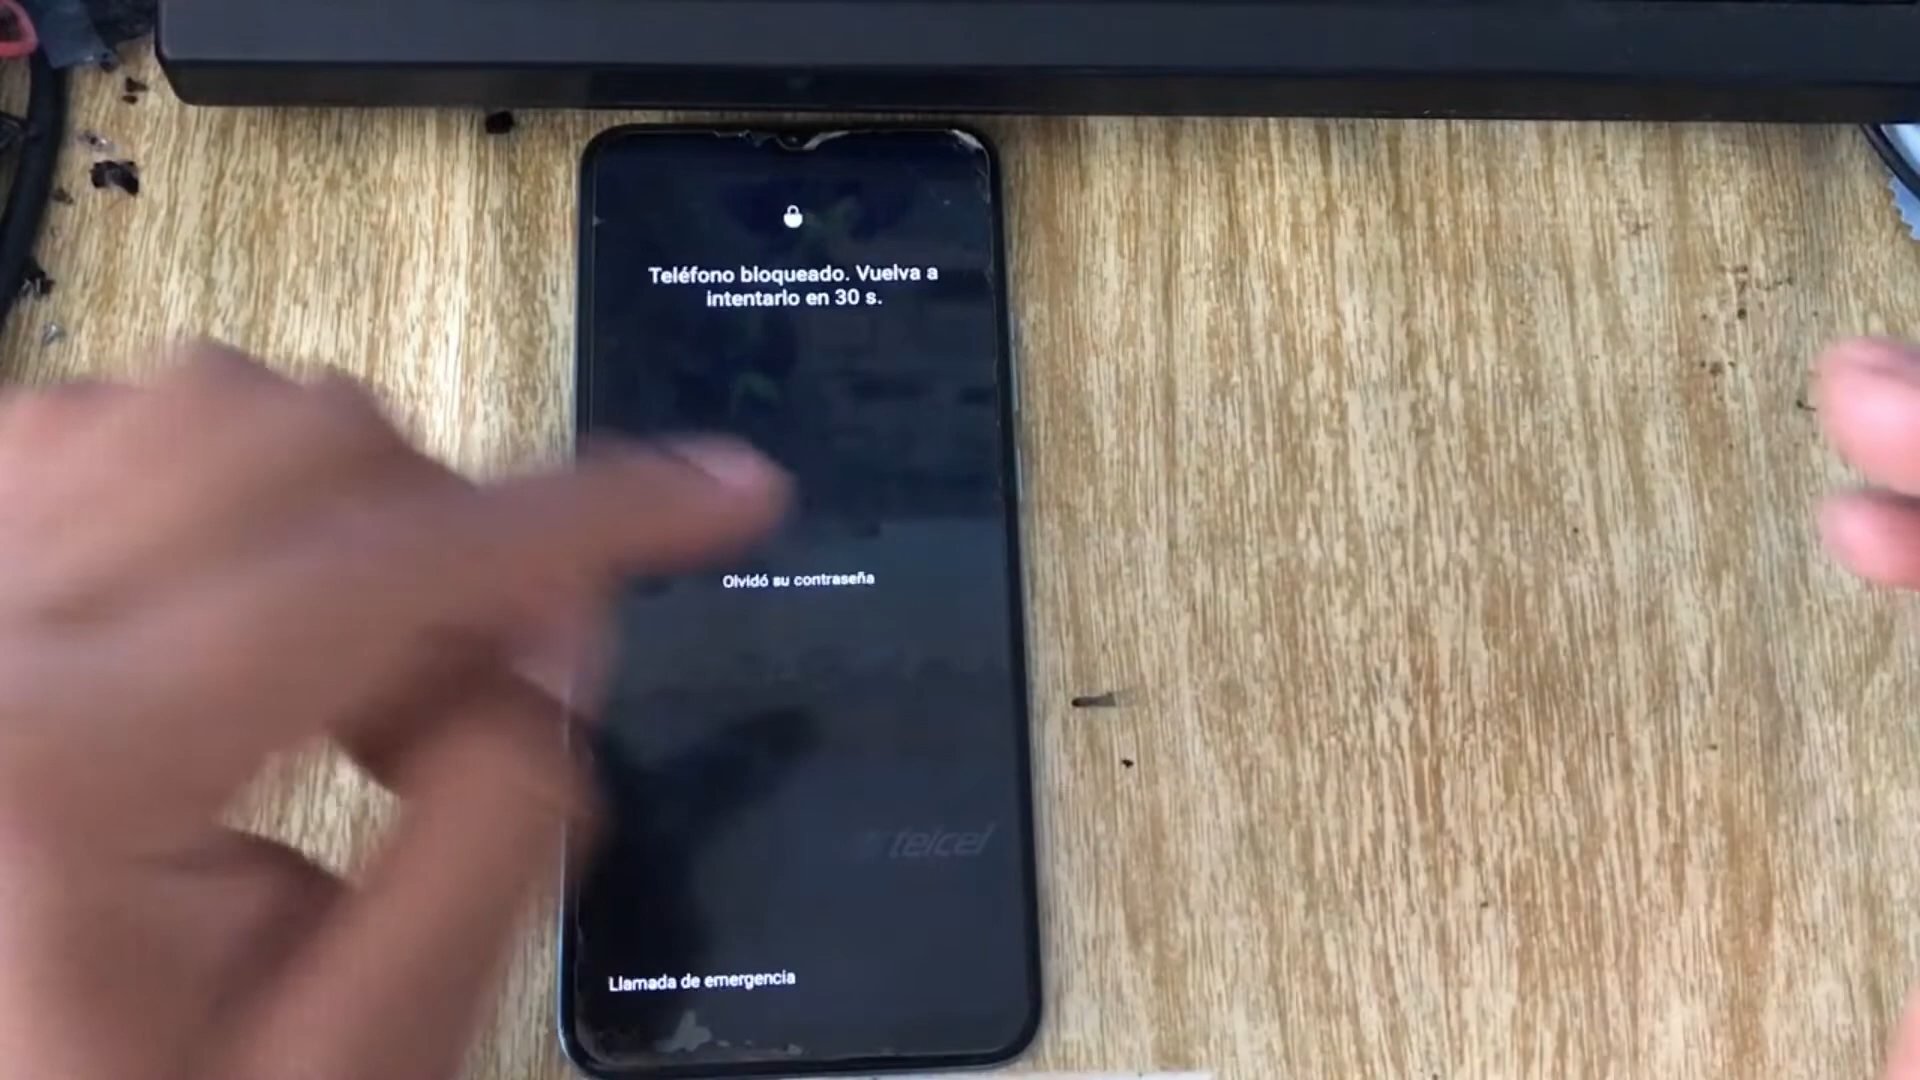 Teléfono bloqueado. Vuelva a
intentarlo en 30 s.
Olvidó su contraseña
telcel
Llamada de emergencia